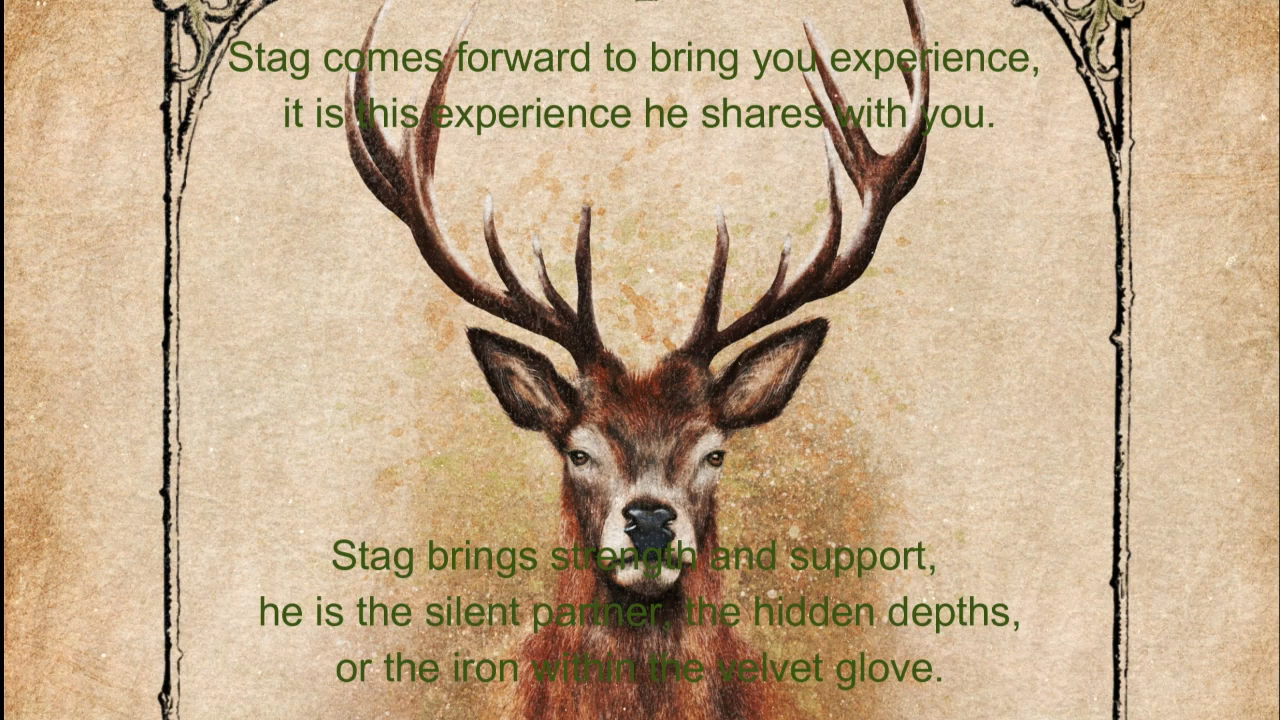 Stag comes forward to bring you experience,
it is this experience he shares with you.
Stag brings strength and support,
he is the silent partner, the hidden depths,
or the iron within the velvet glove.